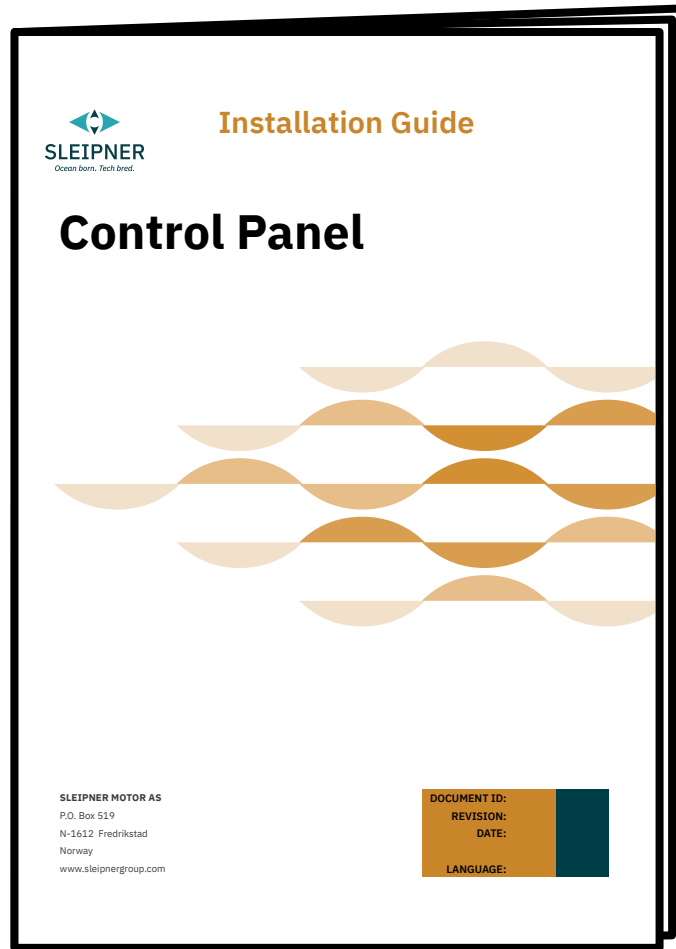 Installation Guide
SLEIPNER
Ocean born. Tech bred.
Control Panel
SLEIPNER MOTOR AS
P.O. Box 519
N-1612 Fredrikstad
Norway
www.sleipnergroup.com
DOCUMENT ID:
REVISION:
DATE:
LANGUAGE: